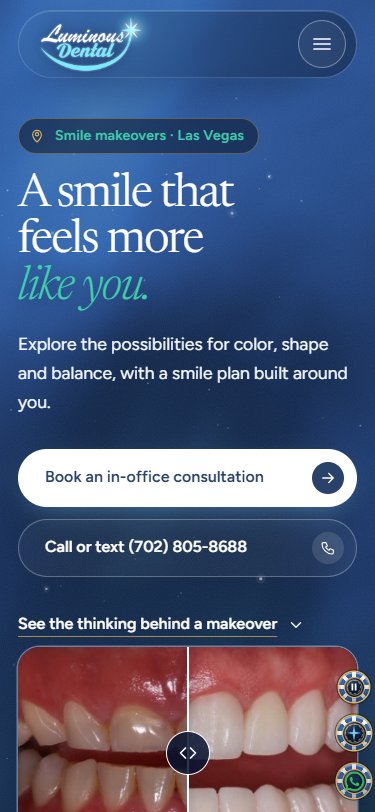 Luminous
Dental
Smile makeovers · Las Vegas
A smile that
feels more
like you.
Explore the possibilities for color, shape
and balance, with a smile plan built around
you.
Book an in-office consultation
Call or text (702) 805-8688
See the thinking behind a makeover